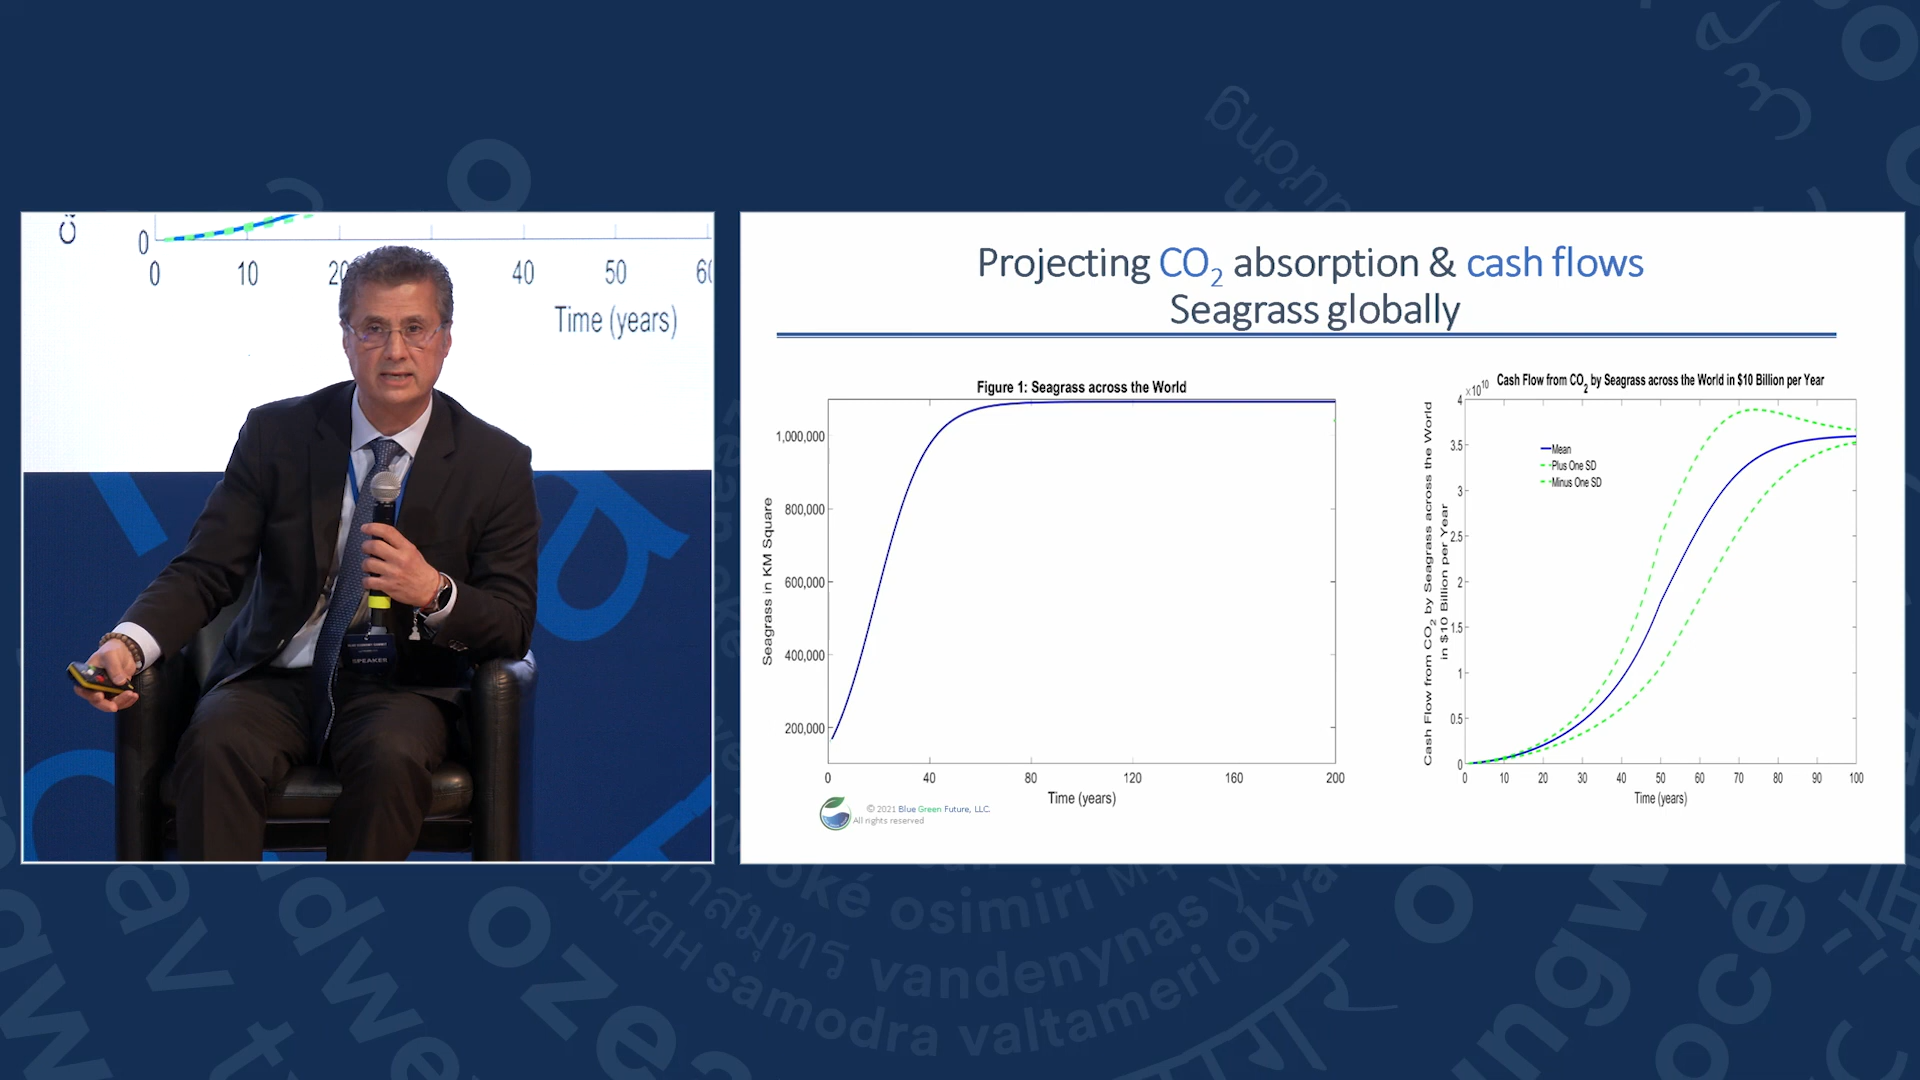 0
0
10
20
40
50
Time (years)
SPEAKER
Projecting CO2 absorption & cash flows
Seagrass globally
Figure 1: Seagrass across the World
Seagrass in KM Square
1,000,000
800,000
600,000
400,000
200,000
0
40
80
120
160
200
Time (years)
© 2021 Blue Green Future, LLC.
All rights reserved
×10^10
Cash Flow from CO2 by Seagrass across the World in $10 Billion per Year
Cash Flow from CO2 by Seagrass across the World
in $10 Billion per Year
4
3.5
3
2.5
2
1.5
1
0.5
0
Mean
Plus One SD
Minus One SD
0
10
20
30
40
50
60
70
80
90
100
Time (years)
osimiri
vandenynas
samodra valtameri